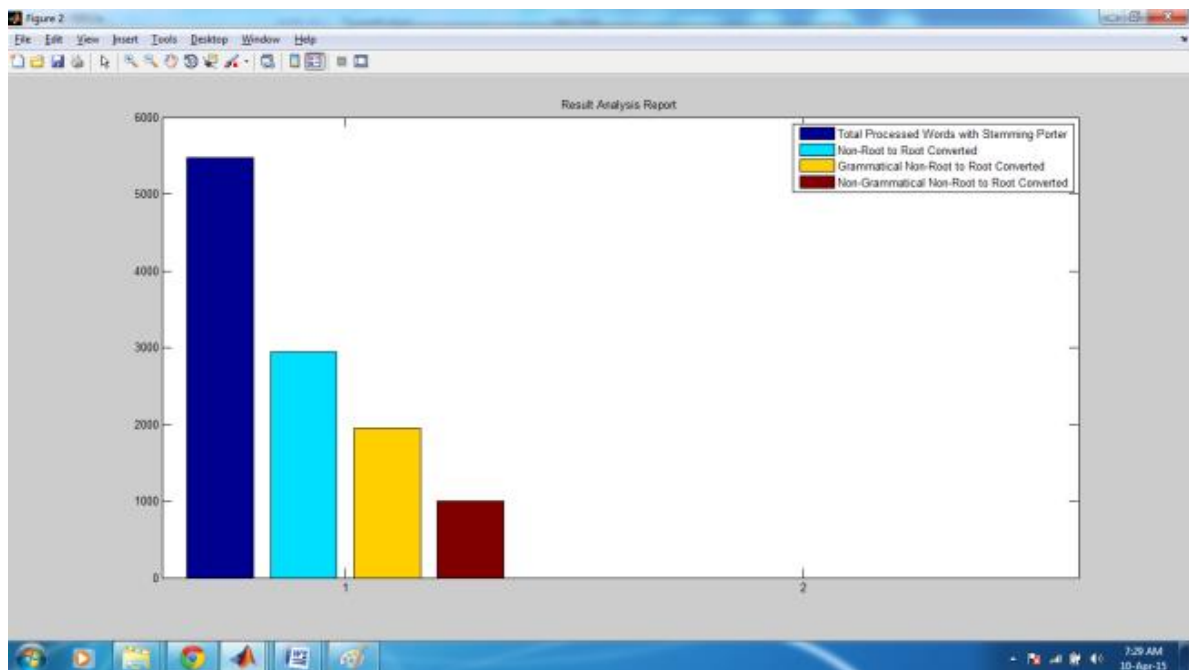 Figure 2
File Edit View Insert Tools Desktop Window Help
Result Analysis Report
6000
5000
4000
3000
2000
1000
0
1
2
Total Processed Words with Stemming Porter
Non-Root to Root Converted
Grammatical Non-Root to Root Converted
Non-Grammatical Non-Root to Root Converted
7:29 AM
10-Apr-15